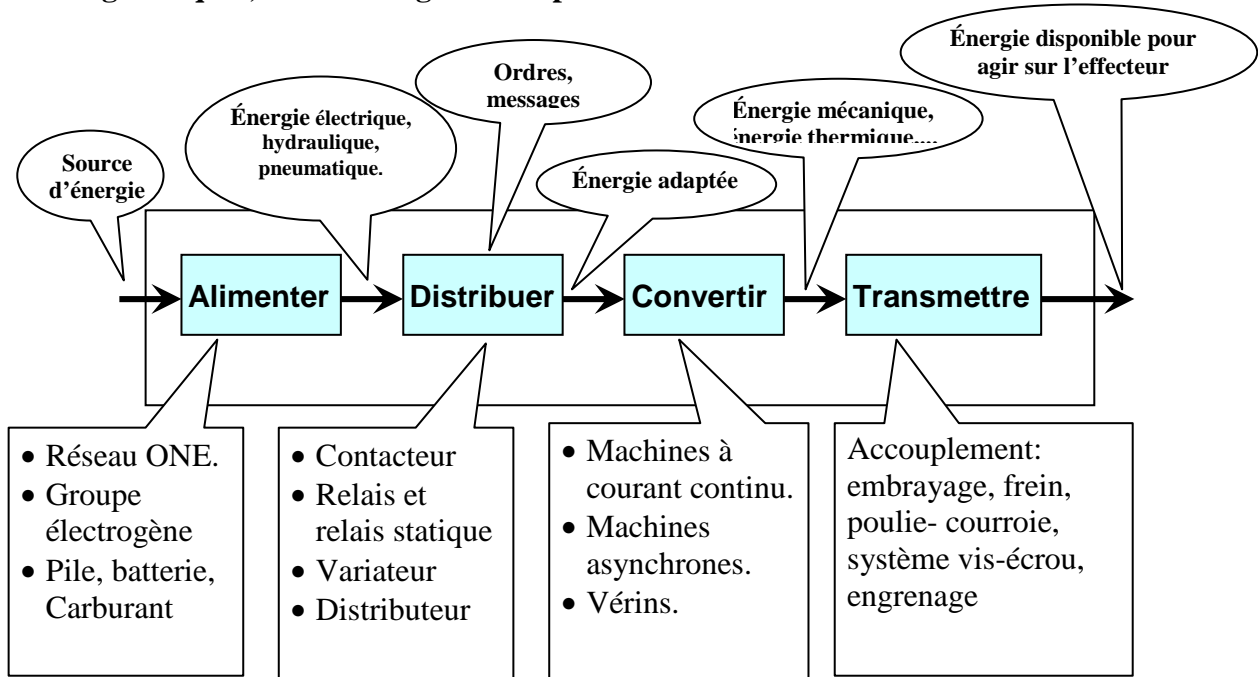 Énergie disponible pour
agir sur l'effecteur
Ordres,
messages
Énergie électrique,
hydraulique,
pneumatique.
Énergie mécanique,
énergie thermique,...
Source
d'énergie
Énergie adaptée
Alimenter
Distribuer
Convertir
Transmettre
• Réseau ONE.
• Groupe
électrogène
• Pile, batterie,
Carburant
• Contacteur
• Relais et
relais statique
• Variateur
• Distributeur
• Machines à
courant continu.
• Machines
asynchrones.
• Vérins.
Accouplement:
embrayage, frein,
poulie- courroie,
système vis-écrou,
engrenage